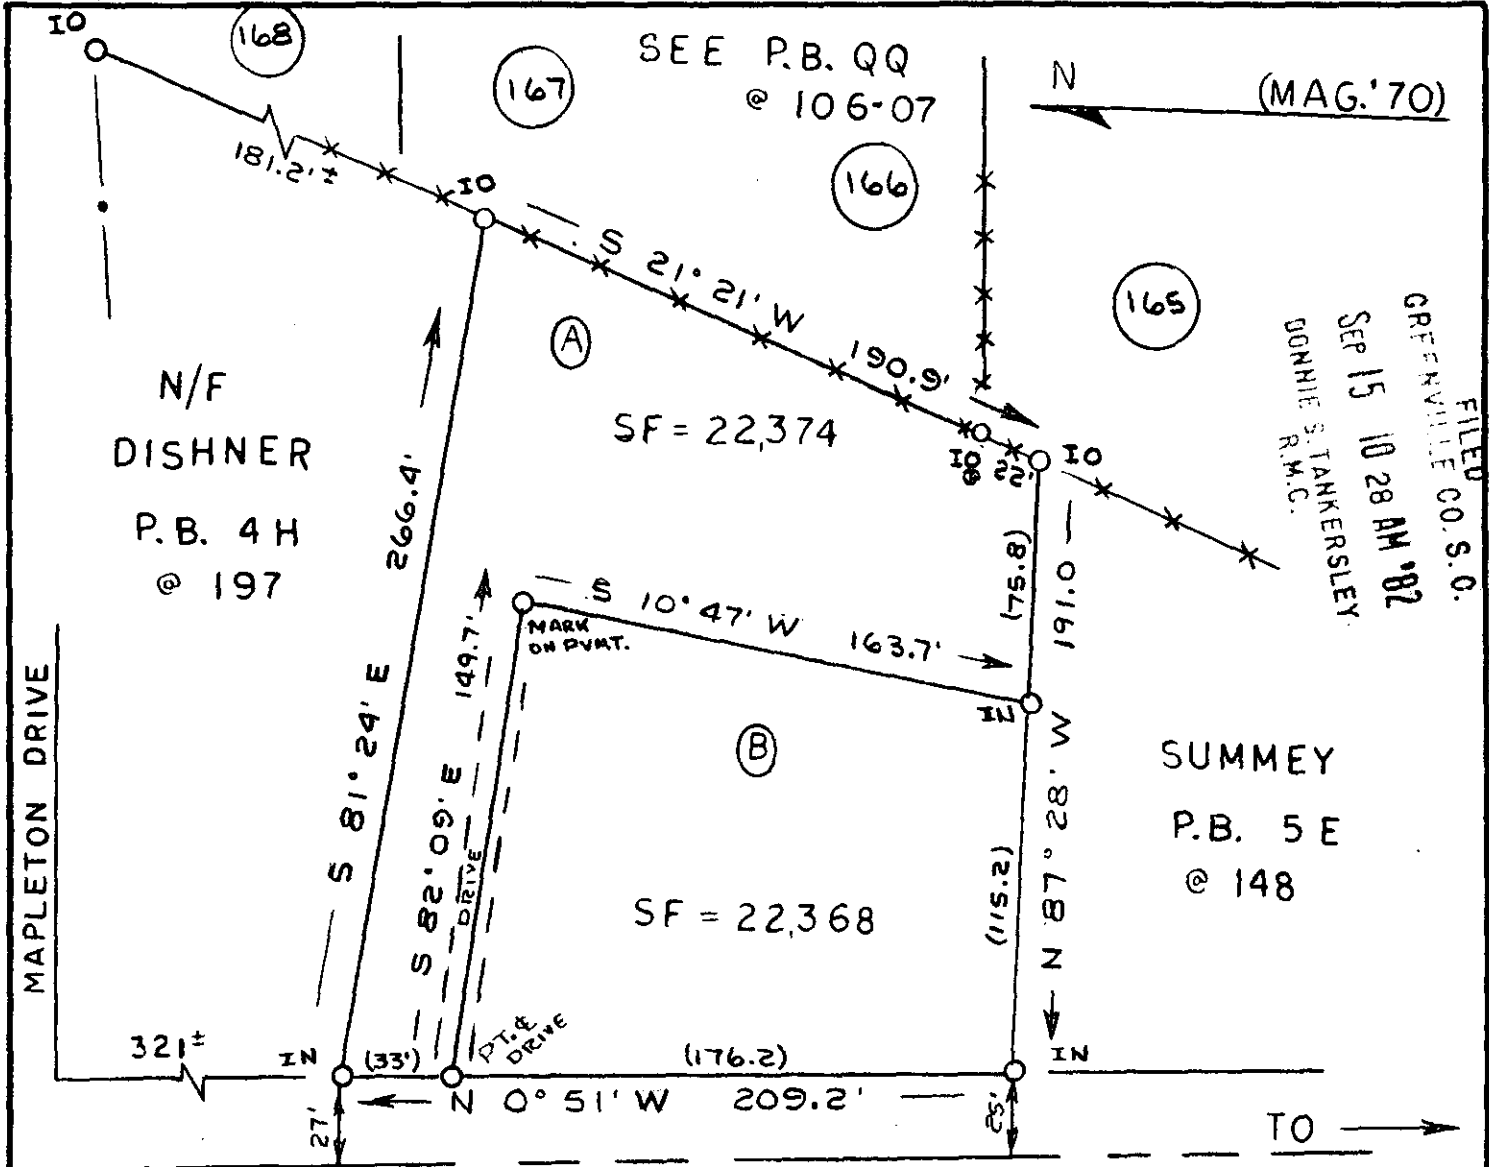 IO
168
167
SEE P.B. QQ
@ 106-07
N
(MAG.'70)
181.2'±
IO
166
165
S 21° 21' W
190.9'
A
SF = 22,374
N/F
DISHNER
P.B. 4H
@ 197
266.4'
S 81° 24' E
IO
@
22'
IO
(75.8)
191.0
FILED
GREENVILLE CO. S.C.
SEP 15 10 28 AM '82
DONNIE S. TANKERSLEY
R.M.C.
149.7'
S 82° 09' E
DRIVE
MARK
ON PVMT.
S 10° 47' W 163.7'
IN
B
SF = 22,368
(115.2)
N 87° 28' W
SUMMEY
P.B. 5E
@ 148
MAPLETON DRIVE
321±
IN
(33')
PT. ℄
DRIVE
(176.2)
IN
N 0° 51' W 209.2'
27'
25'
TO